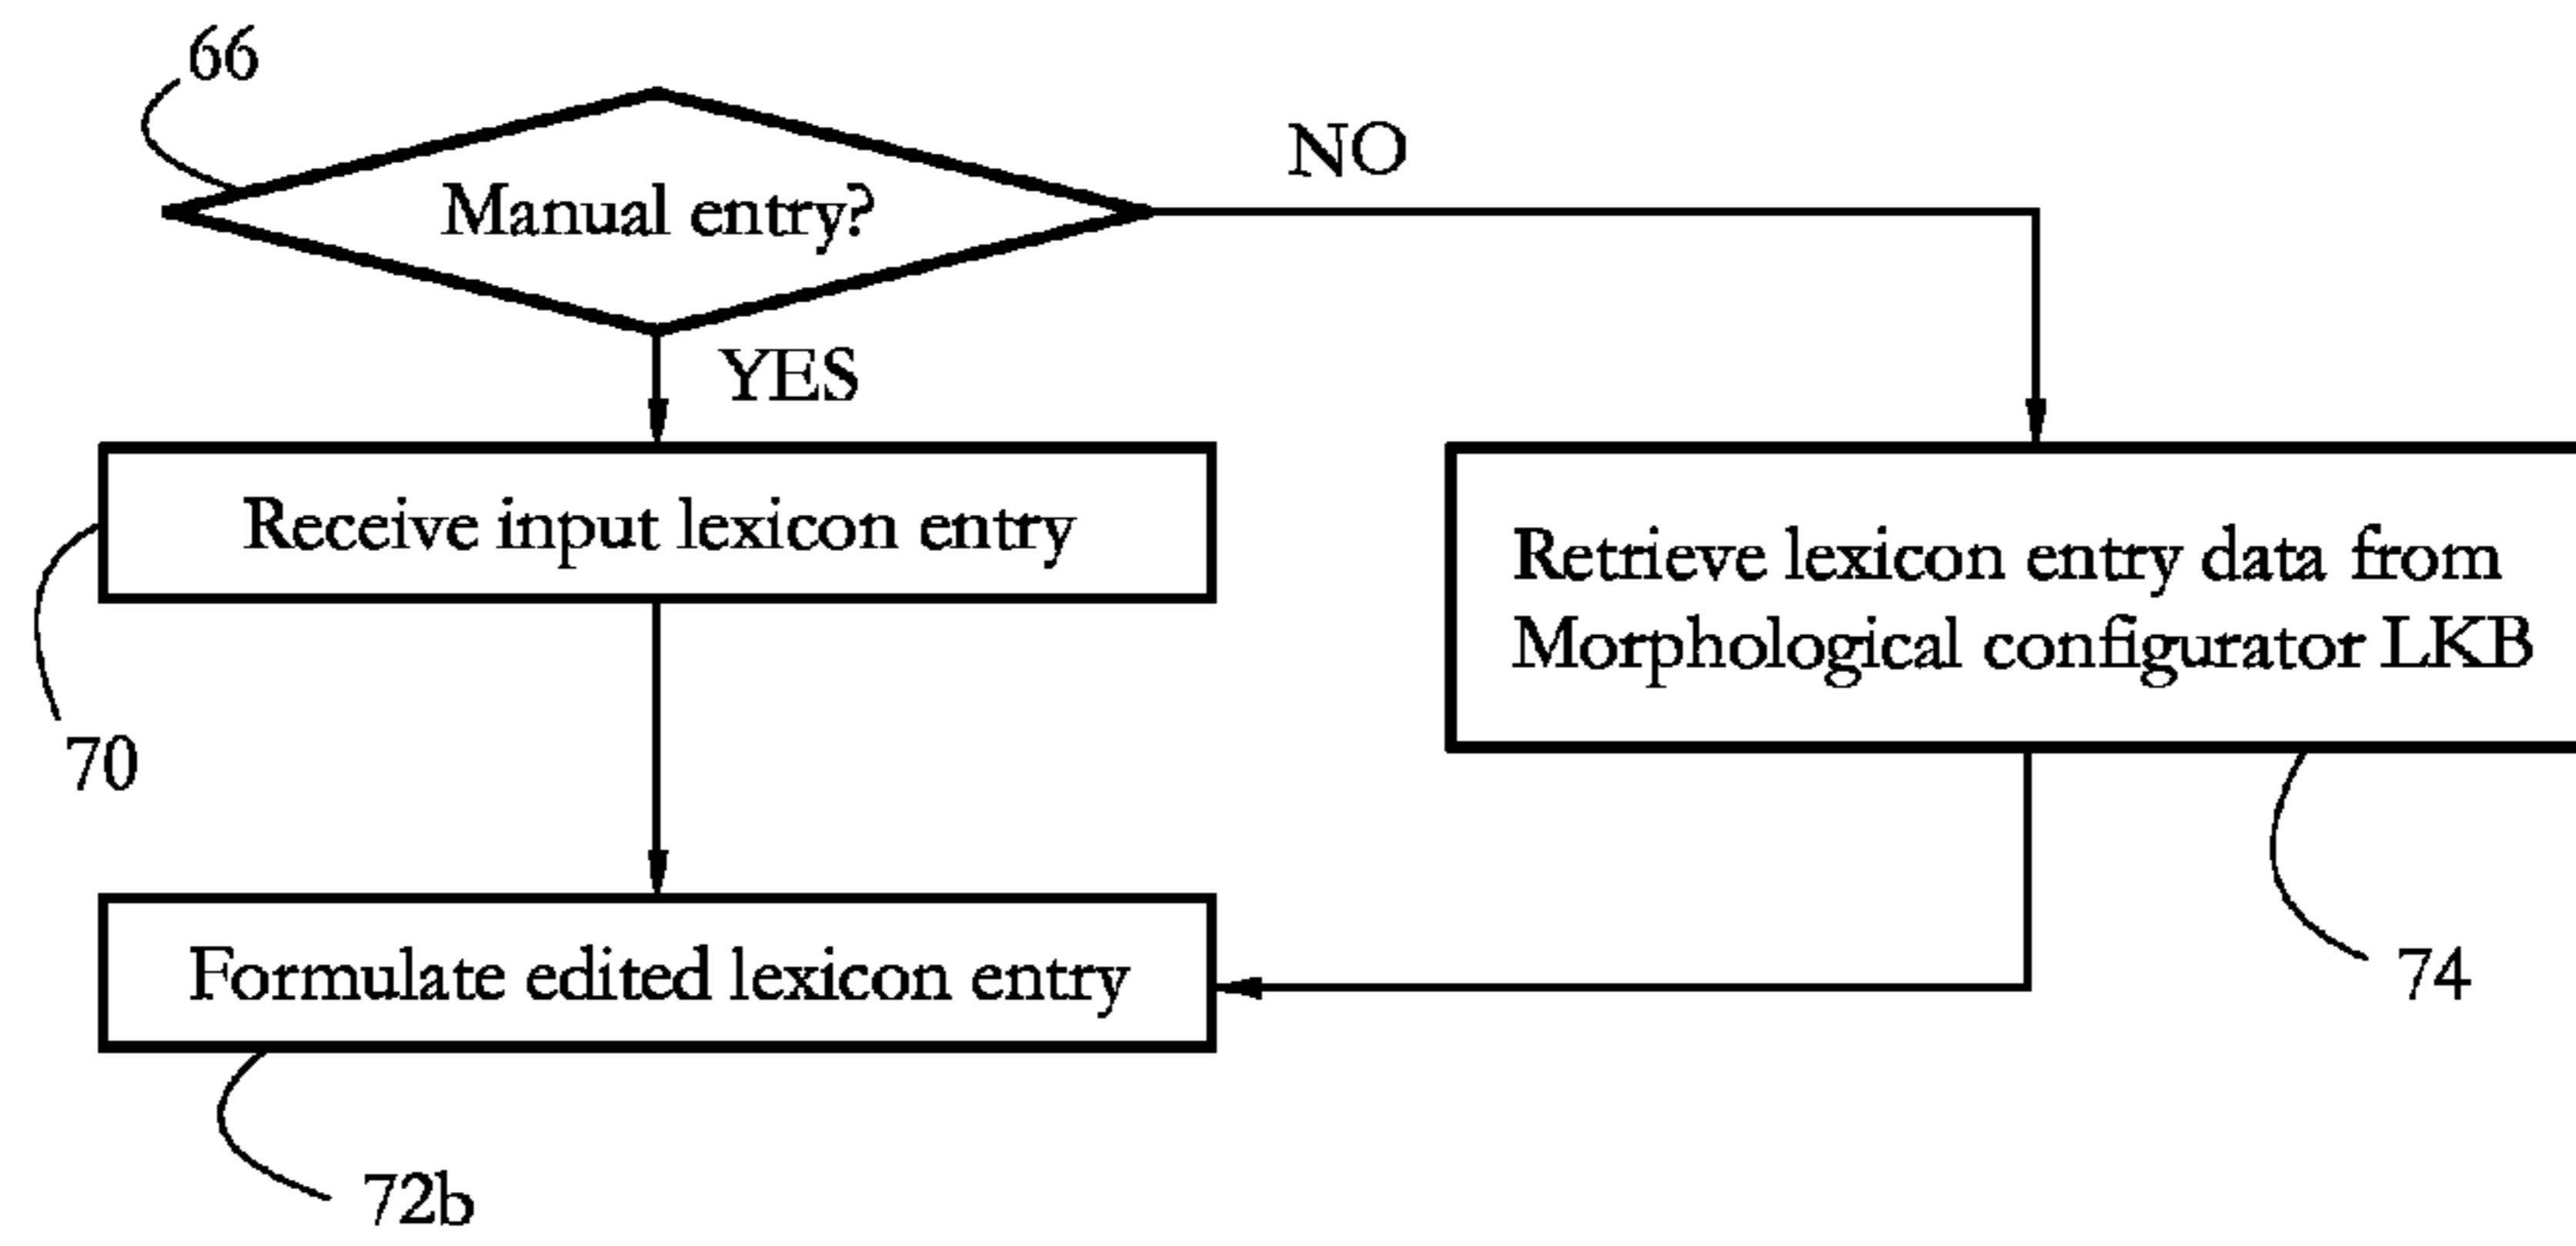 66
Manual entry?
NO
YES
Receive input lexicon entry
Retrieve lexicon entry data from
Morphological configurator LKB
70
Formulate edited lexicon entry
74
72b